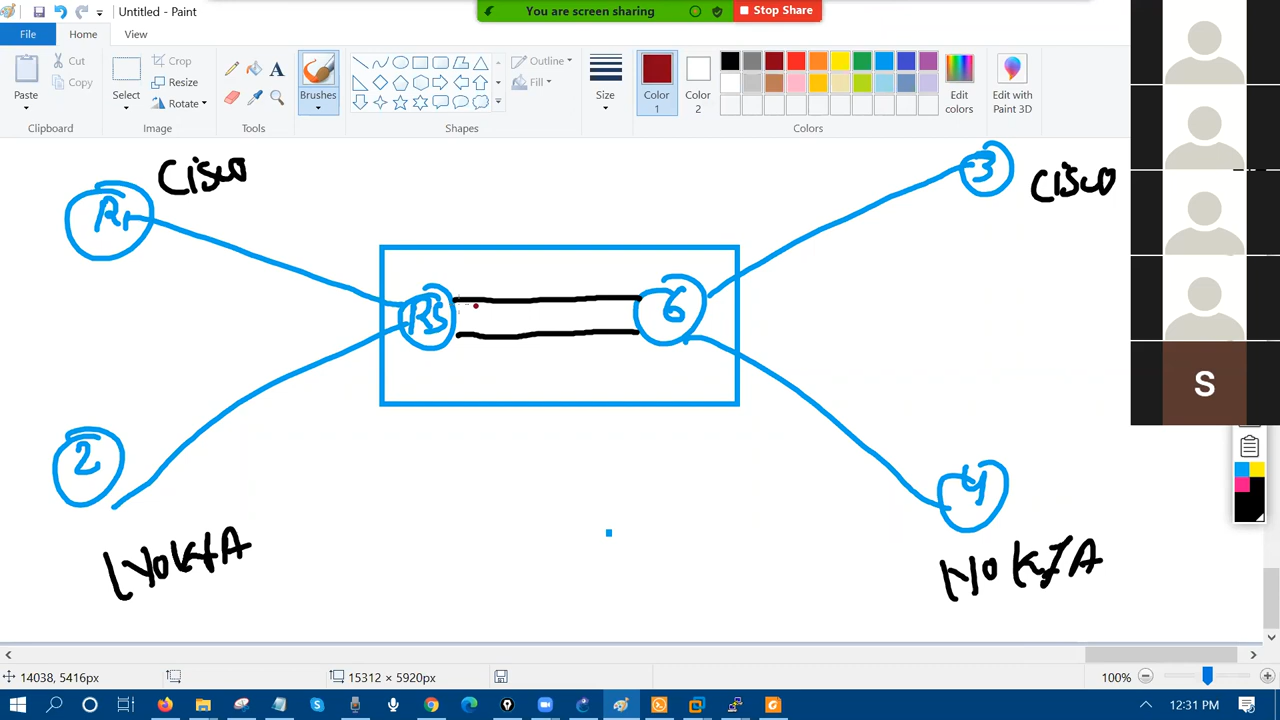 Untitled - Paint
You are screen sharing
Stop Share
File
Home
View
Paste
Cut
Copy
Clipboard
Select
Crop
Resize
Rotate
Image
Tools
Brushes
Outline
Fill
Shapes
Size
Color
1
Color
2
Colors
Edit
colors
Edit with
Paint 3D
Cisco
R1
3
Cisco
R5
6
2
4
NOKIA
NOKIA
S
14038, 5416px
15312 × 5920px
100%
12:31 PM